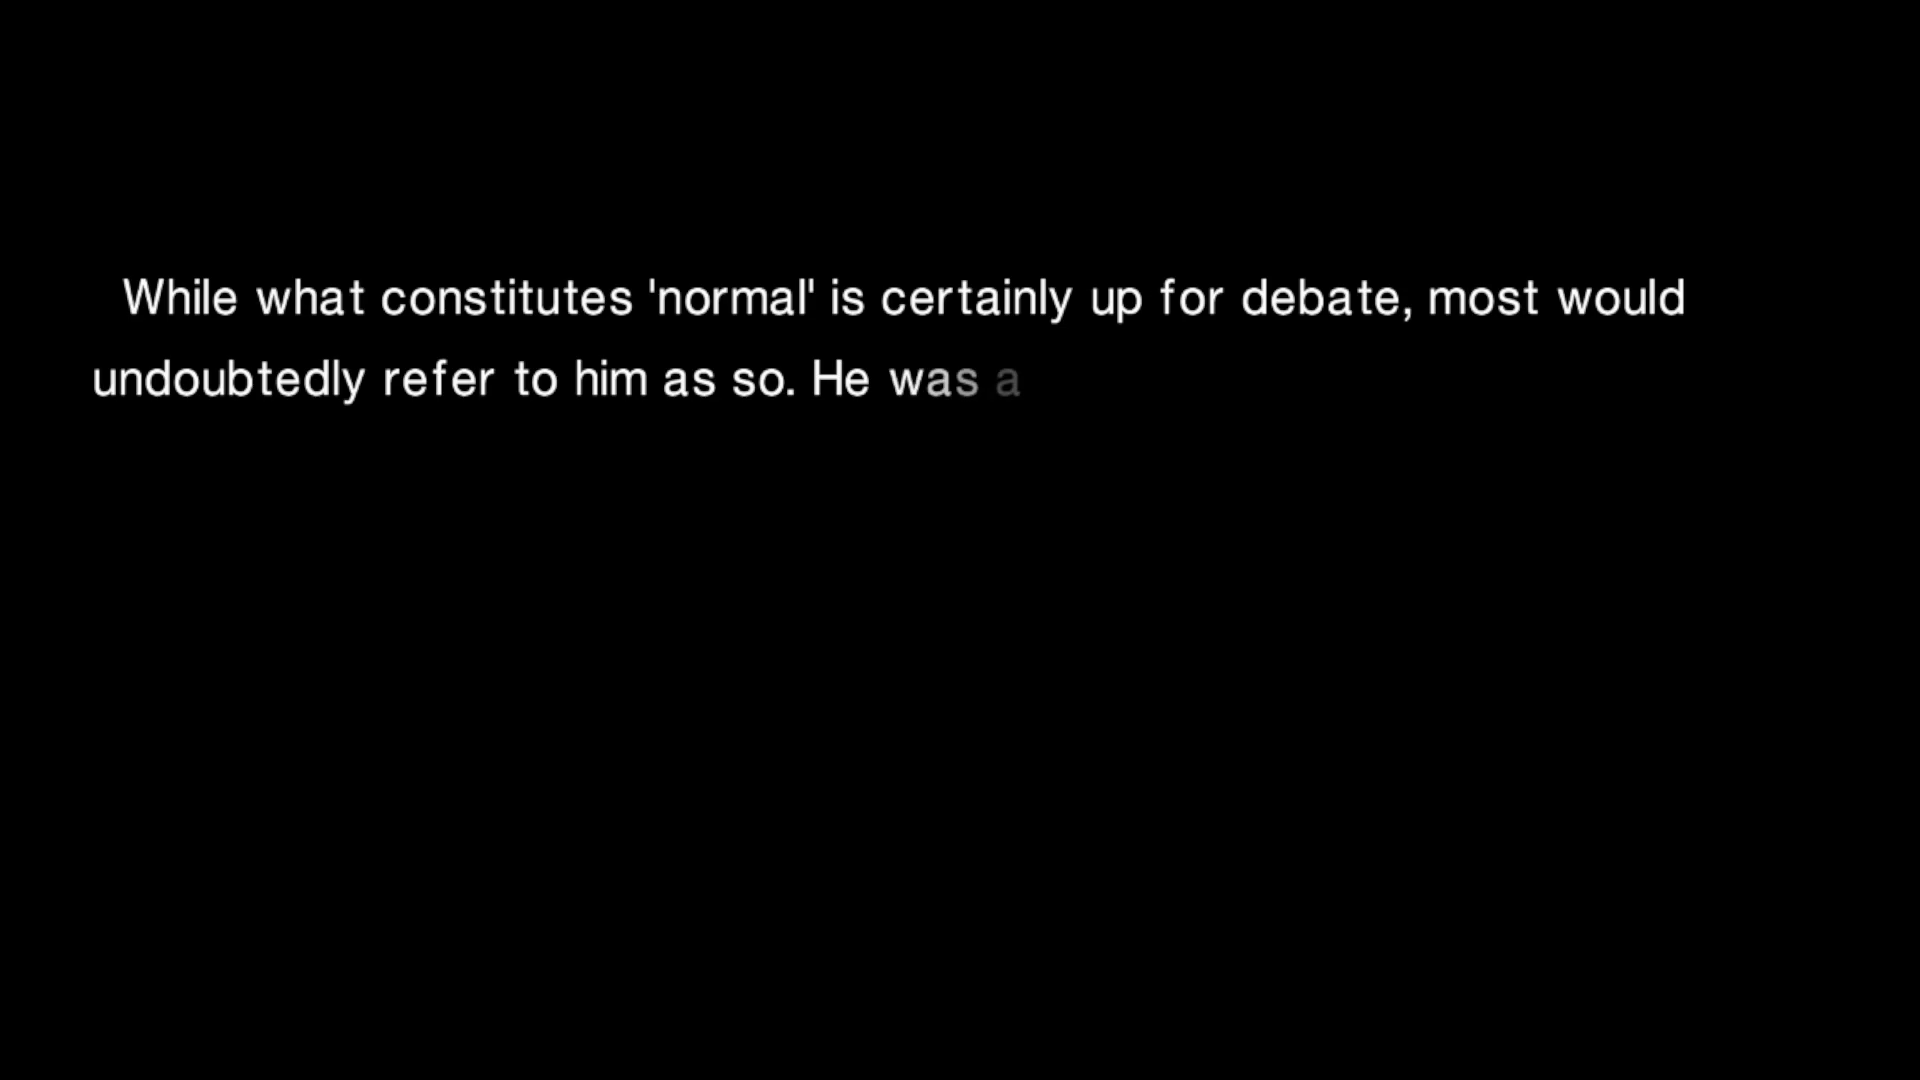 While what constitutes 'normal' is certainly up for debate, most would
undoubtedly refer to him as so. He was a